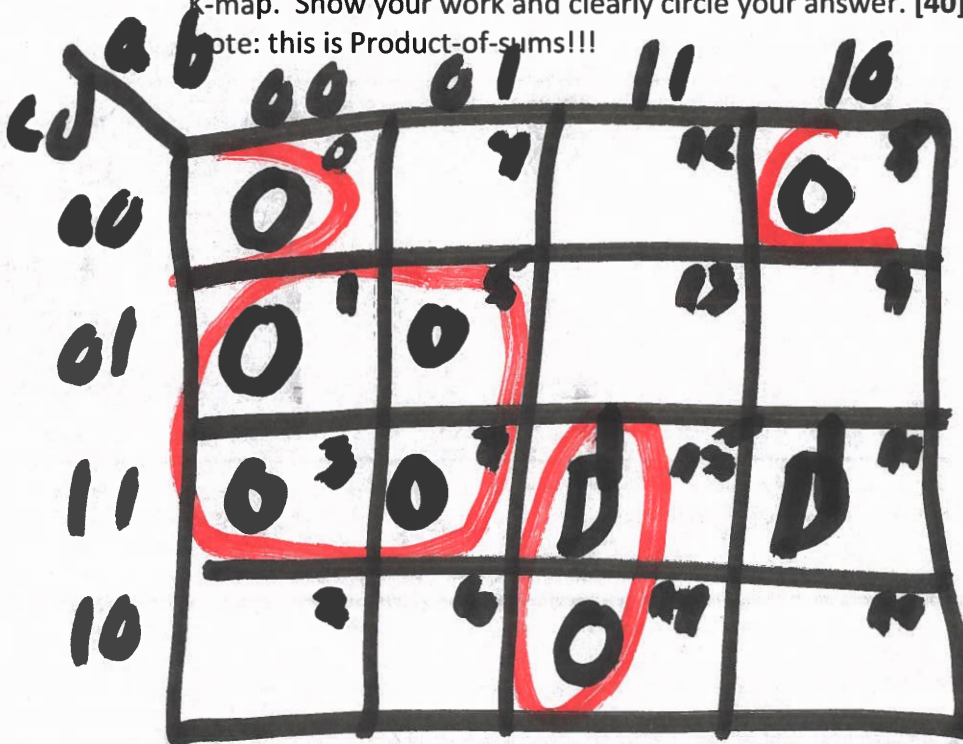 K-map. Show your work and clearly circle your answer. [40]
ote: this is Product-of-sums!!!
ab
cd
00 01 11 10
00 0 0 4 12 0 8
01 0 1 0 5 13 9
11 0 3 0 7 d 15 d 11
10 2 6 0 14 10